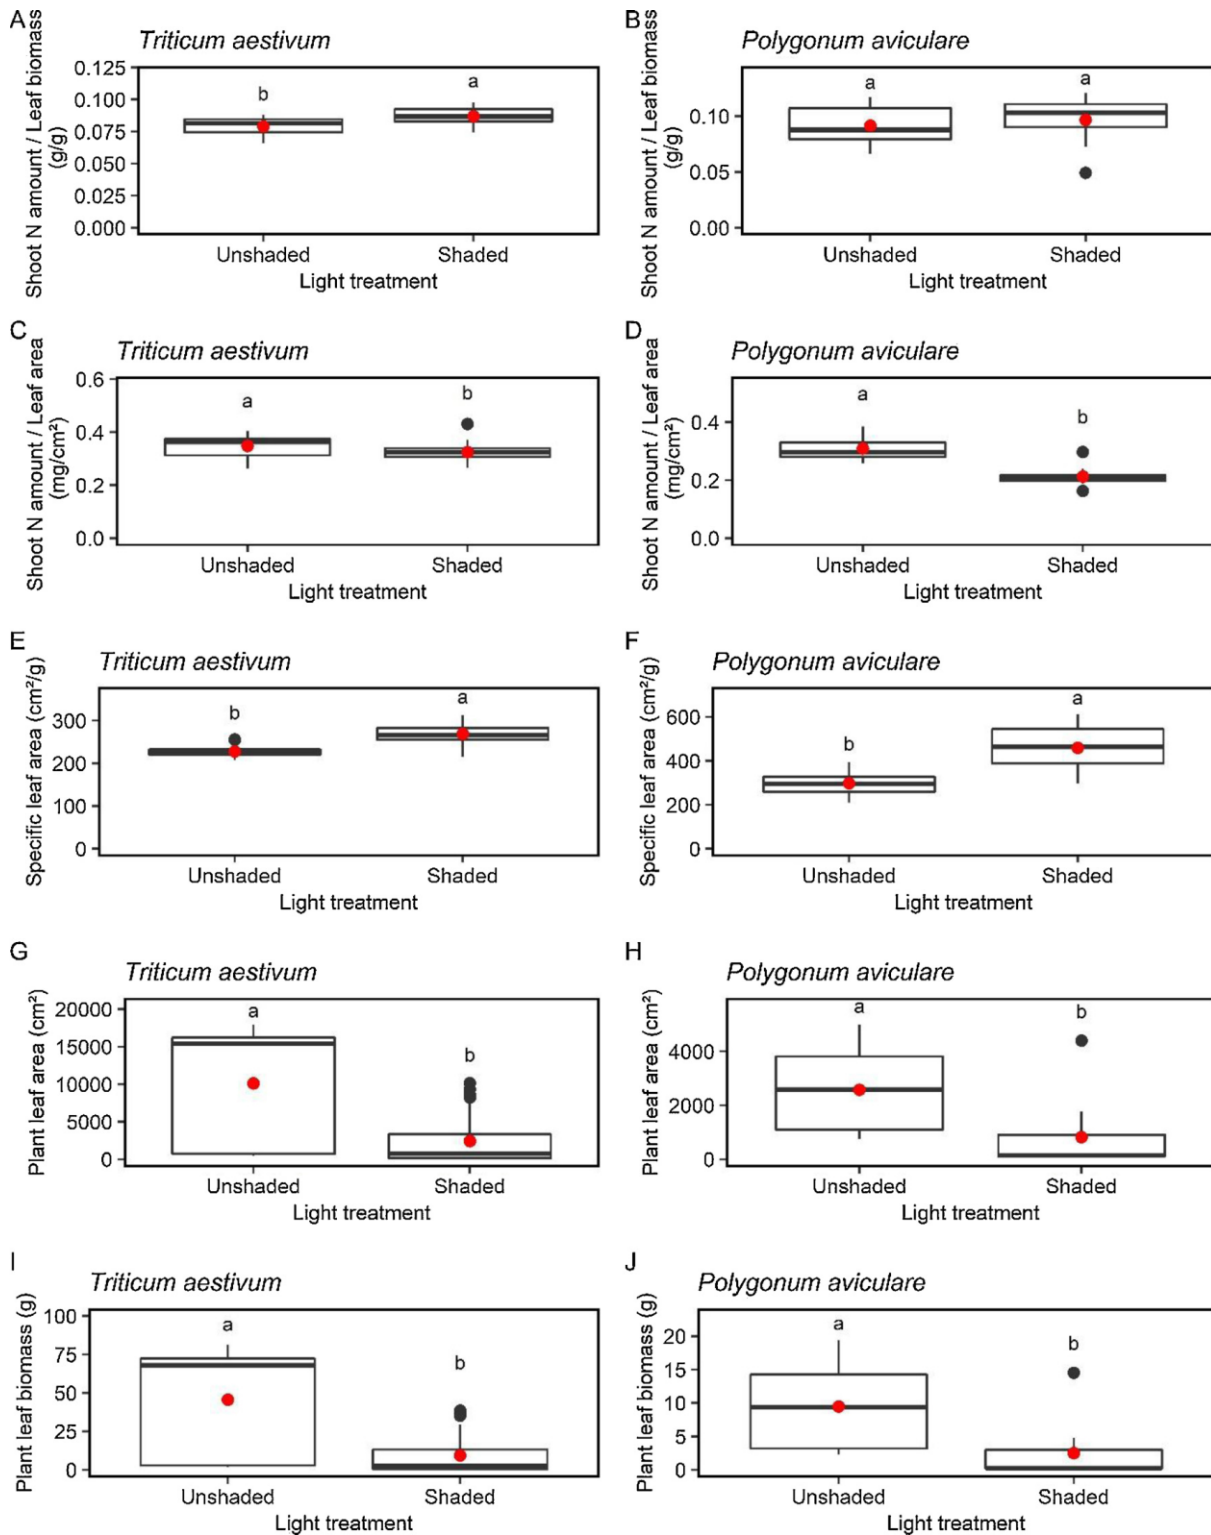 A
Triticum aestivum
Shoot N amount / Leaf biomass
(g/g)
0.125
0.100
0.075
0.050
0.025
0.000
b
a
Unshaded
Shaded
Light treatment
B
Polygonum aviculare
Shoot N amount / Leaf biomass
(g/g)
0.10
0.05
0.00
a
a
Unshaded
Shaded
Light treatment
C
Triticum aestivum
Shoot N amount / Leaf area
(mg/cm²)
0.6
0.4
0.2
0.0
a
b
Unshaded
Shaded
Light treatment
D
Polygonum aviculare
Shoot N amount / Leaf area
(mg/cm²)
0.4
0.2
0.0
a
b
Unshaded
Shaded
Light treatment
E
Triticum aestivum
Specific leaf area (cm²/g)
300
200
100
0
b
a
Unshaded
Shaded
Light treatment
F
Polygonum aviculare
Specific leaf area (cm²/g)
600
400
200
0
b
a
Unshaded
Shaded
Light treatment
G
Triticum aestivum
Plant leaf area (cm²)
20000
15000
10000
5000
0
a
b
Unshaded
Shaded
Light treatment
H
Polygonum aviculare
Plant leaf area (cm²)
4000
2000
0
a
b
Unshaded
Shaded
Light treatment
I
Triticum aestivum
Plant leaf biomass (g)
100
75
50
25
0
a
b
Unshaded
Shaded
Light treatment
J
Polygonum aviculare
Plant leaf biomass (g)
20
15
10
5
0
a
b
Unshaded
Shaded
Light treatment